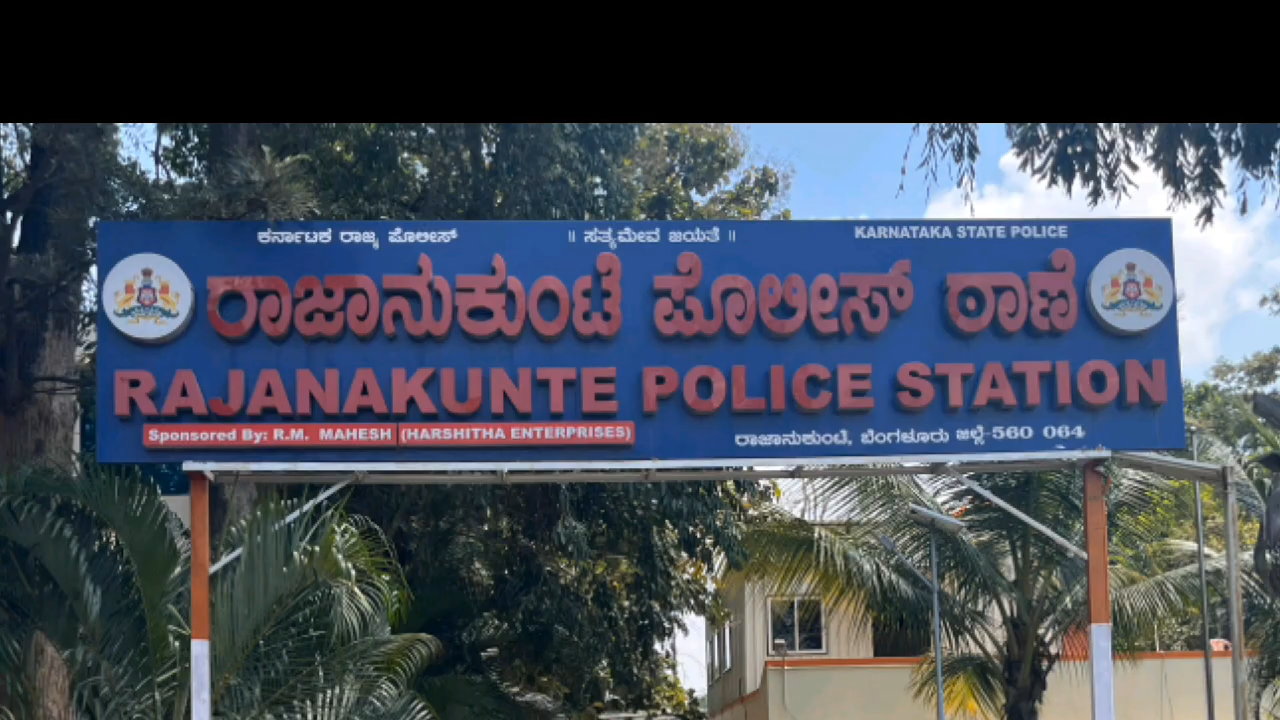 ಕರ್ನಾಟಕ ರಾಜ್ಯ ಪೊಲೀಸ್ ॥ ಸತ್ಯಮೇವ ಜಯತೆ ॥ KARNATAKA STATE POLICE
ರಾಜಾನುಕುಂಟೆ ಪೊಲೀಸ್ ಠಾಣೆ
RAJANAKUNTE POLICE STATION
Sponsored By: R.M. MAHESH (HARSHITHA ENTERPRISES) ರಾಜಾನುಕುಂಟೆ, ಬೆಂಗಳೂರು ಜಿಲ್ಲೆ-560 064